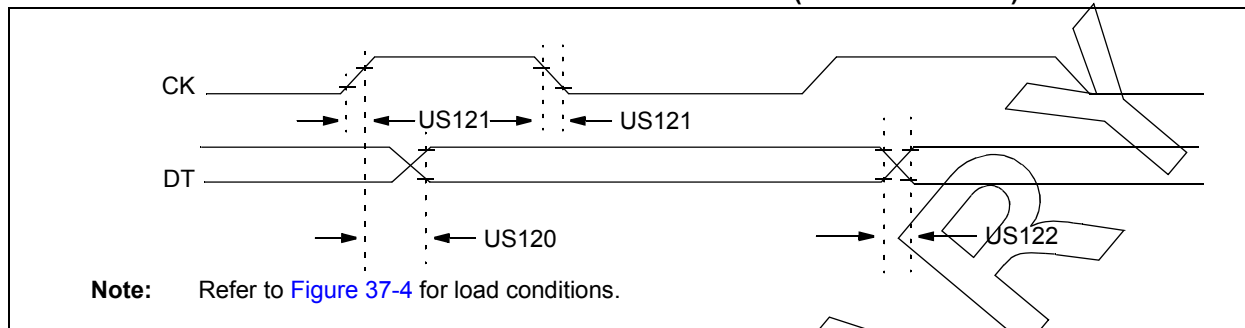 CK
US121
US121
DT
US120
US122
Note: Refer to Figure 37-4 for load conditions.